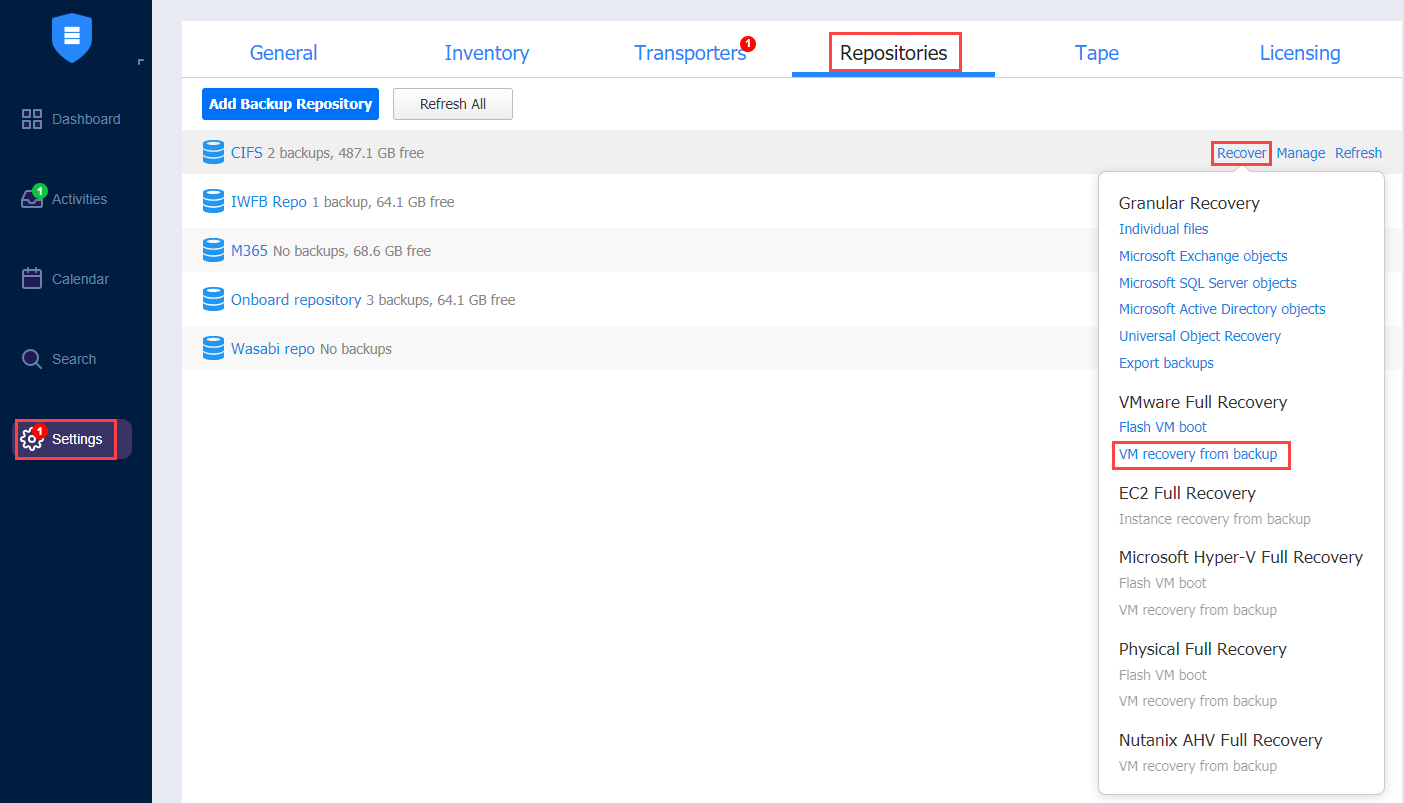 General Inventory Transporters 1 Repositories Tape Licensing
Add Backup Repository Refresh All
Dashboard
1 Activities
Calendar
Search
1 Settings
CIFS 2 backups, 487.1 GB free Recover Manage Refresh
IWFB Repo 1 backup, 64.1 GB free
M365 No backups, 68.6 GB free
Onboard repository 3 backups, 64.1 GB free
Wasabi repo No backups
Granular Recovery
Individual files
Microsoft Exchange objects
Microsoft SQL Server objects
Microsoft Active Directory objects
Universal Object Recovery
Export backups
VMware Full Recovery
Flash VM boot
VM recovery from backup
EC2 Full Recovery
Instance recovery from backup
Microsoft Hyper-V Full Recovery
Flash VM boot
VM recovery from backup
Physical Full Recovery
Flash VM boot
VM recovery from backup
Nutanix AHV Full Recovery
VM recovery from backup